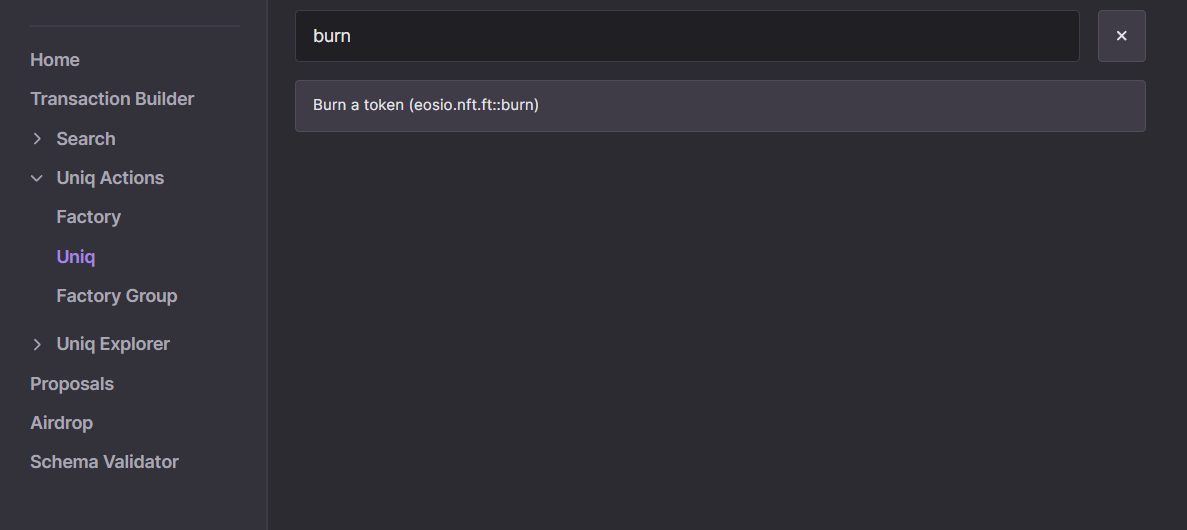 Home
Transaction Builder
Search
Uniq Actions
Factory
Uniq
Factory Group
Uniq Explorer
Proposals
Airdrop
Schema Validator
burn
Burn a token (eosio.nft.ft::burn)